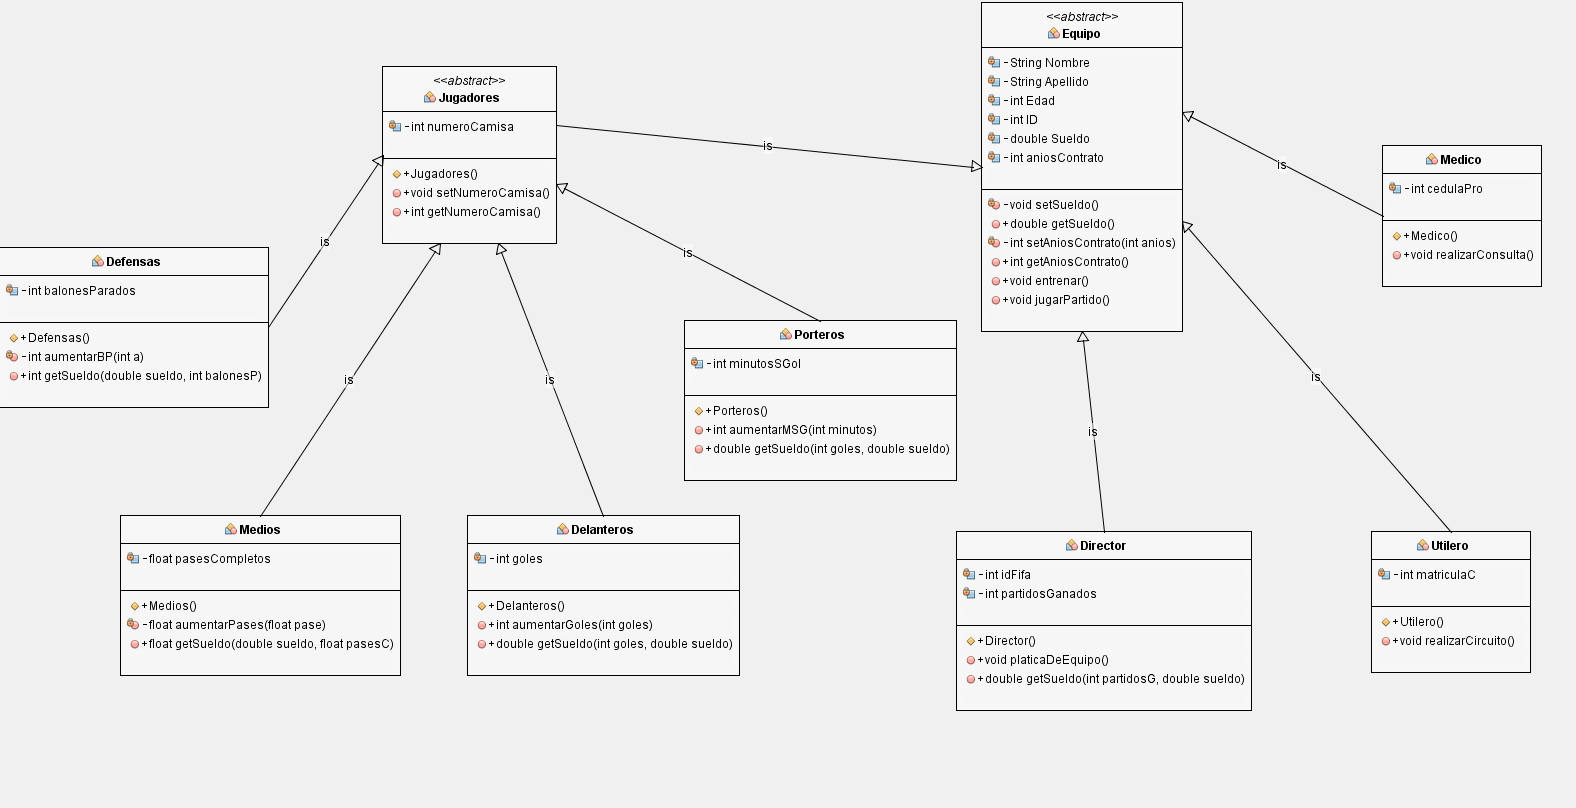 <<abstract>>
Equipo
- String Nombre
- String Apellido
- int Edad
- int ID
- double Sueldo
- int aniosContrato
- void setSueldo()
+ double getSueldo()
- int setAniosContrato(int anios)
+ int getAniosContrato()
+ void entrenar()
+ void jugarPartido()
<<abstract>>
Jugadores
- int numeroCamisa
+ Jugadores()
+ void setNumeroCamisa()
+ int getNumeroCamisa()
is
is
Medico
- int cedulaPro
+ Medico()
+ void realizarConsulta()
is
Defensas
- int balonesParados
+ Defensas()
- int aumentarBP(int a)
+ int getSueldo(double sueldo, int balonesP)
is
Porteros
- int minutosSGol
+ Porteros()
+ int aumentarMSG(int minutos)
+ double getSueldo(int goles, double sueldo)
is
is
is
is
Medios
- float pasesCompletos
+ Medios()
- float aumentarPases(float pase)
+ float getSueldo(double sueldo, float pasesC)
Delanteros
- int goles
+ Delanteros()
+ int aumentarGoles(int goles)
+ double getSueldo(int goles, double sueldo)
Director
- int idFifa
- int partidosGanados
+ Director()
+ void platicaDeEquipo()
+ double getSueldo(int partidosG, double sueldo)
Utilero
- int matriculaC
+ Utilero()
+ void realizarCircuito()